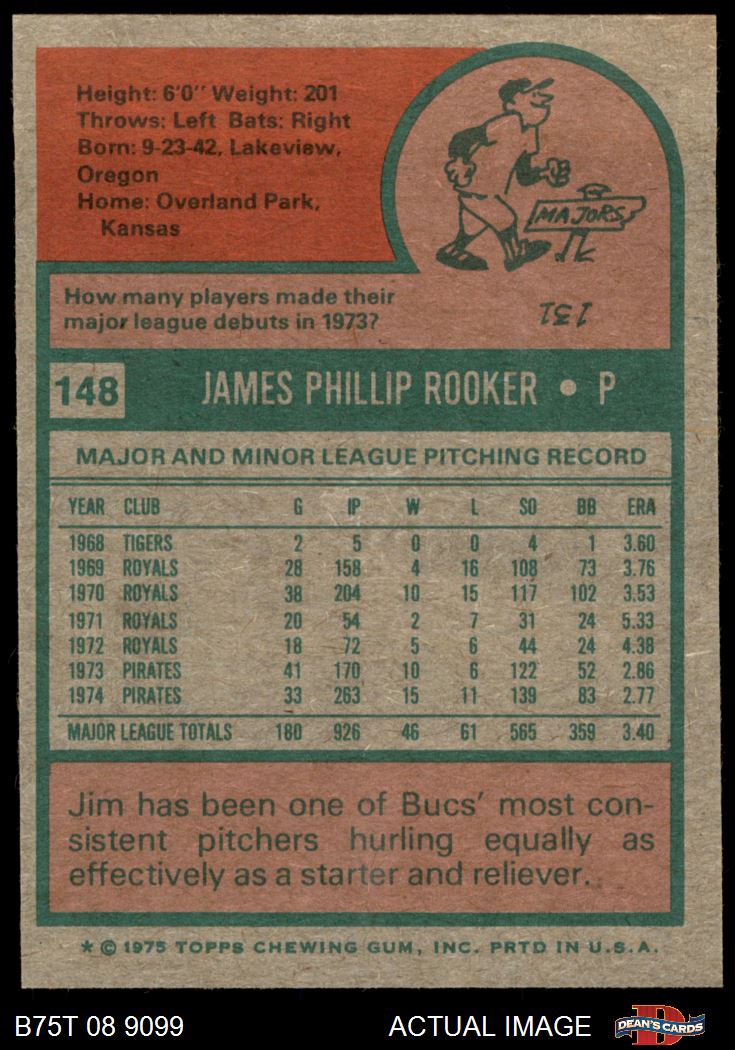 Height: 6'0" Weight: 201
Throws: Left Bats: Right
Born: 9-23-42, Lakeview,
Oregon
Home: Overland Park,
Kansas
MAJORS
How many players made their
major league debuts in 1973?
131
148 JAMES PHILLIP ROOKER • P
MAJOR AND MINOR LEAGUE PITCHING RECORD
YEAR CLUB G IP W L SO BB ERA
1968 TIGERS 2 5 0 0 4 1 3.60
1969 ROYALS 28 158 4 16 108 73 3.76
1970 ROYALS 38 204 10 15 117 102 3.53
1971 ROYALS 20 54 2 7 31 24 5.33
1972 ROYALS 18 72 5 6 44 24 4.38
1973 PIRATES 41 170 10 6 122 52 2.86
1974 PIRATES 33 263 15 11 139 83 2.77
MAJOR LEAGUE TOTALS 180 926 46 61 565 359 3.40
Jim has been one of Bucs' most con-
sistent pitchers hurling equally as
effectively as a starter and reliever.
* © 1975 TOPPS CHEWING GUM, INC. PRTD IN U.S.A.
B75T 08 9099 ACTUAL IMAGE D DEAN'S CARDS